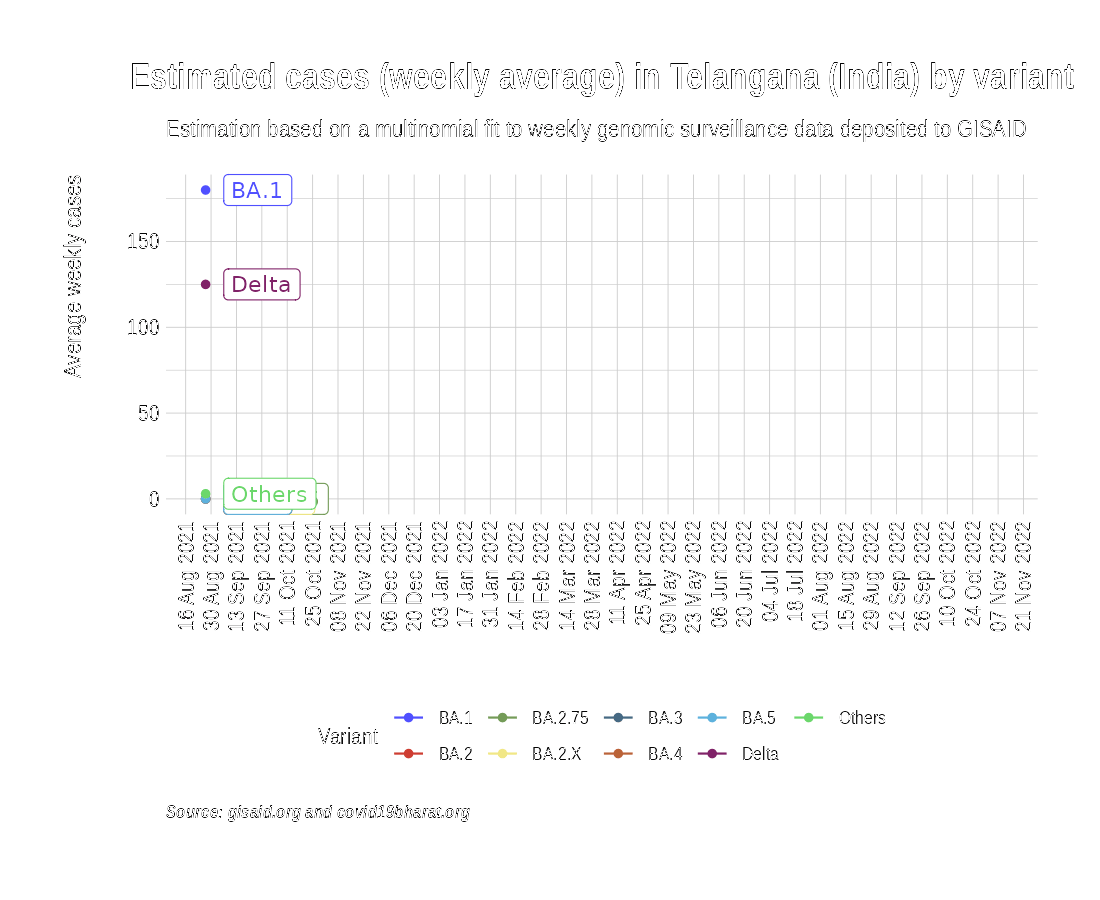 Estimated cases (weekly average) in Telangana (India) by variant
Estimation based on a multinomial fit to weekly genomic surveillance data deposited to GISAID
Average weekly cases
BA.1
150
Delta
100
50
Others
0
16 Aug 2021
30 Aug 2021
13 Sep 2021
27 Sep 2021
11 Oct 2021
25 Oct 2021
08 Nov 2021
22 Nov 2021
06 Dec 2021
20 Dec 2021
03 Jan 2022
17 Jan 2022
31 Jan 2022
14 Feb 2022
28 Feb 2022
14 Mar 2022
28 Mar 2022
11 Apr 2022
25 Apr 2022
09 May 2022
23 May 2022
06 Jun 2022
20 Jun 2022
04 Jul 2022
18 Jul 2022
01 Aug 2022
15 Aug 2022
29 Aug 2022
12 Sep 2022
26 Sep 2022
10 Oct 2022
24 Oct 2022
07 Nov 2022
21 Nov 2022
Variant
BA.1 BA.2.75 BA.3 BA.5 Others
BA.2 BA.2.X BA.4 Delta
Source: gisaid.org and covid19bharat.org